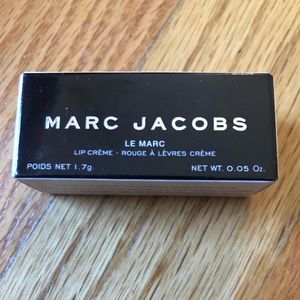 MARC JACOBS
LE MARC
LIP CRÈME - ROUGE À LÈVRES CRÈME
POIDS NET 1.7g NET WT. 0.05 Oz.